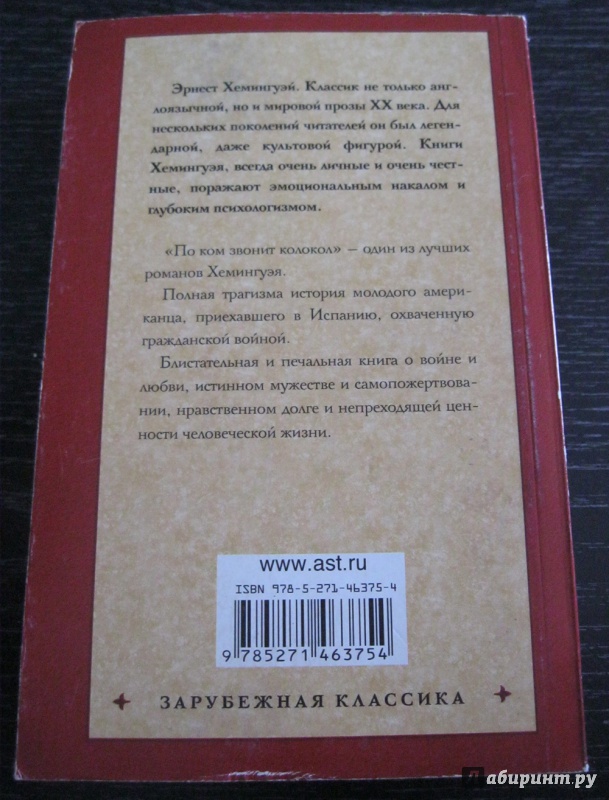 Эрнест Хемингуэй. Классик не только анг-
лоязычной, но и мировой прозы XX века. Для
нескольких поколений читателей он был леген-
дарной, даже культовой фигурой. Книги
Хемингуэя, всегда очень личные и очень чест-
ные, поражают эмоциональным накалом и
глубоким психологизмом.
«По ком звонит колокол» — один из лучших
романов Хемингуэя.
Полная трагизма история молодого амери-
канца, приехавшего в Испанию, охваченную
гражданской войной.
Блистательная и печальная книга о войне и
любви, истинном мужестве и самопожертвова-
нии, нравственном долге и непреходящей цен-
ности человеческой жизни.
www.ast.ru
ISBN 978-5-271-46375-4
9 785271 463754
ЗАРУБЕЖНАЯ КЛАССИКА
Лабиринт.ру